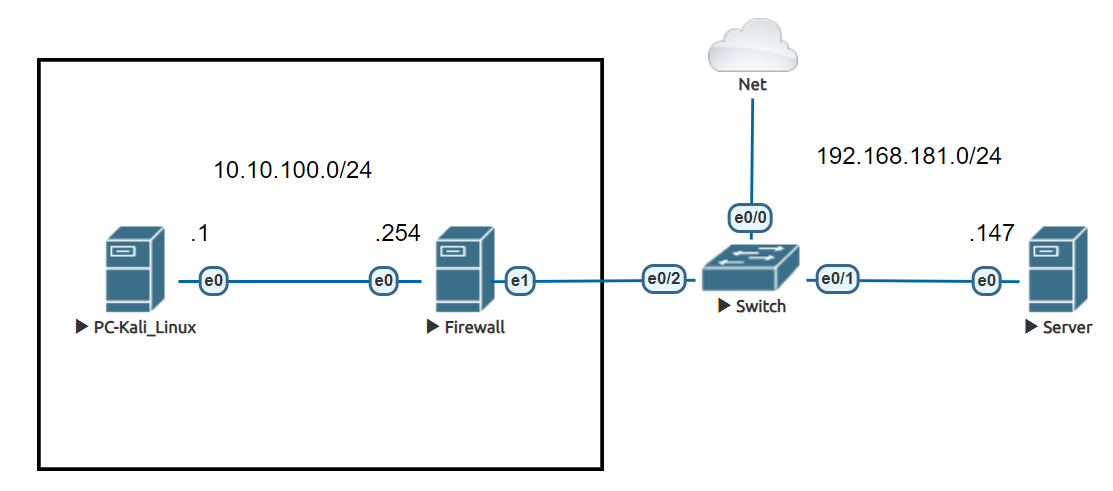 Net
10.10.100.0/24
192.168.181.0/24
e0/0
.1
.254
.147
e0
e0
e1
e0/2
e0/1
e0
PC-Kali_Linux
Firewall
Switch
Server